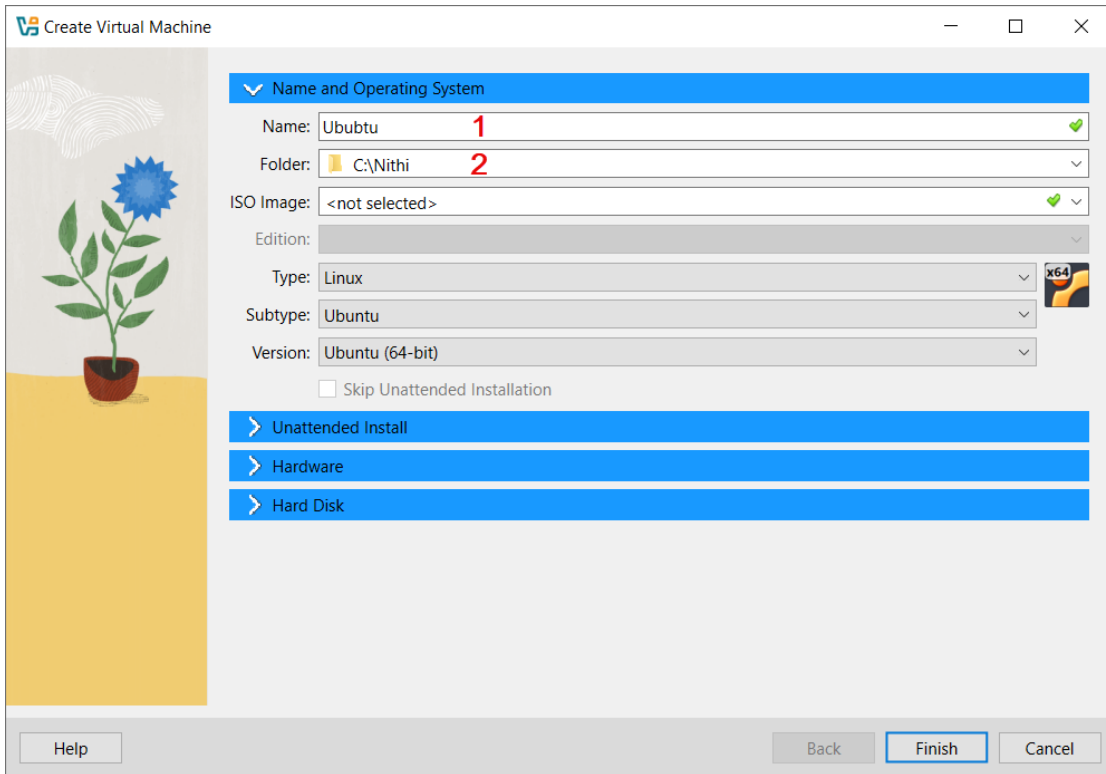 Create Virtual Machine
Name and Operating System
Name: Ububtu 1
Folder: C:\Nithi 2
ISO Image: <not selected>
Edition:
Type: Linux x64
Subtype: Ubuntu
Version: Ubuntu (64-bit)
Skip Unattended Installation
Unattended Install
Hardware
Hard Disk
Help Back Finish Cancel